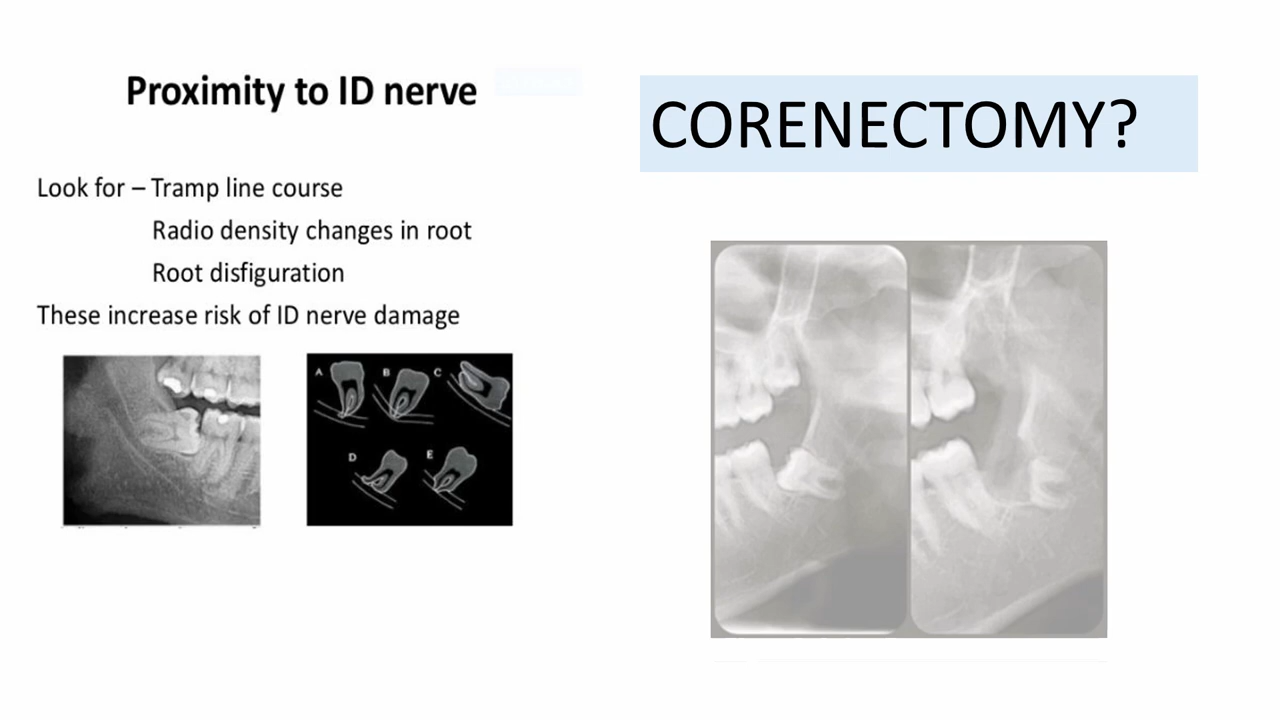 Proximity to ID nerve
Look for – Tramp line course
Radio density changes in root
Root disfiguration
These increase risk of ID nerve damage
A B C
D E
CORENECTOMY?